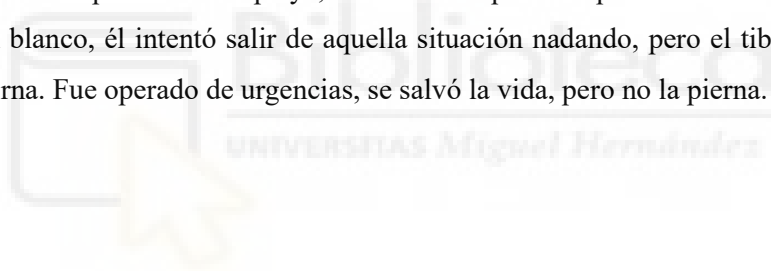 blanco, él intentó salir de aquella situación nadando, pero el tib
rna. Fue operado de urgencias, se salvó la vida, pero no la pierna.
Biblioteca
UNIVERSITAS Miguel Hernández